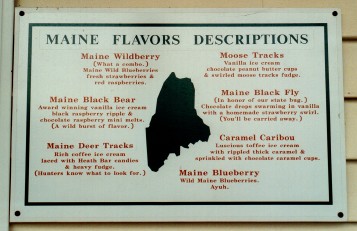 MAINE FLAVORS DESCRIPTIONS
Maine Wildberry
(What a combo.)
Maine Wild Blueberries
fresh strawberries &
red raspberries.
Maine Black Bear
Award winning vanilla ice cream
black raspberry ripple &
chocolate raspberry mini melts.
(A wild burst of flavor.)
Maine Deer Tracks
Rich coffee ice cream
laced with Heath Bar candies
& heavy fudge.
(Hunters know what to look for.)
Moose Tracks
Vanilla ice cream
chocolate peanut butter cups
& swirled moose tracks fudge.
Maine Black Fly
(In honor of our state bug.)
Chocolate drops swarming in vanilla
with a homemade strawberry swirl.
(You'll be carried away.)
Caramel Caribou
Luscious toffee ice cream
with rippled thick caramel &
sprinkled with chocolate caramel cups.
Maine Blueberry
Wild Maine Blueberries.
Ayuh.